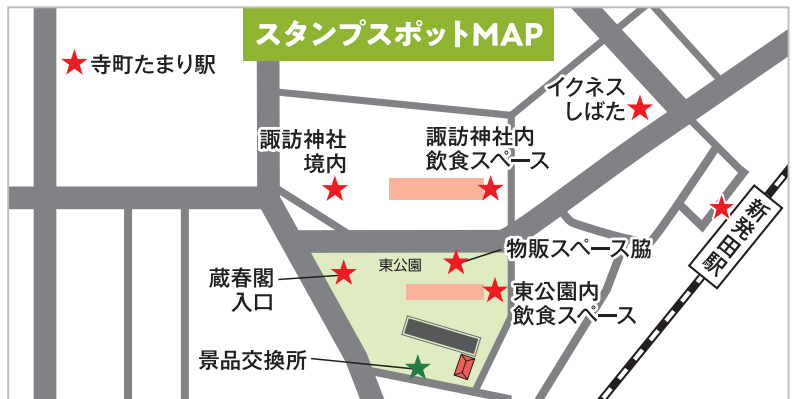 スタンプスポットMAP
寺町たまり駅
イクネス
しばた
諏訪神社
境内
諏訪神社内
飲食スペース
新発田駅
物販スペース脇
東公園
蔵春閣
入口
東公園内
飲食スペース
景品交換所